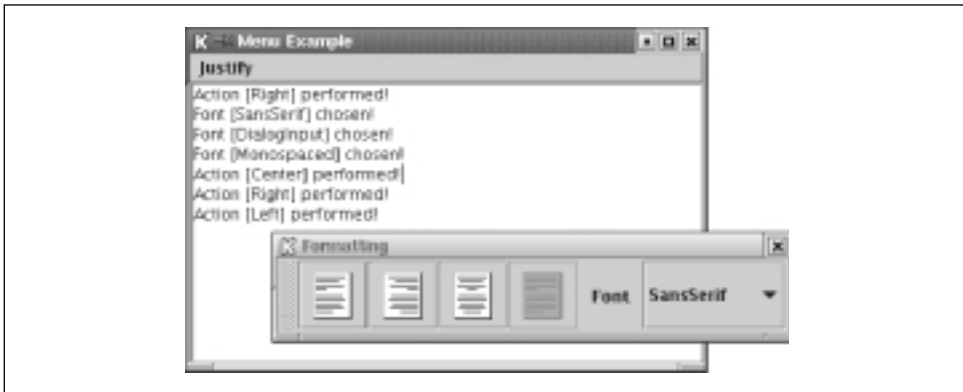 Menu Example
Justify
Action [Right] performed!
Font [SansSerif] chosen!
Font [DialogInput] chosen!
Font [Monospaced] chosen!
Action [Center] performed!
Action [Right] performed!
Action [Left] performed!
Formatting
Font SansSerif